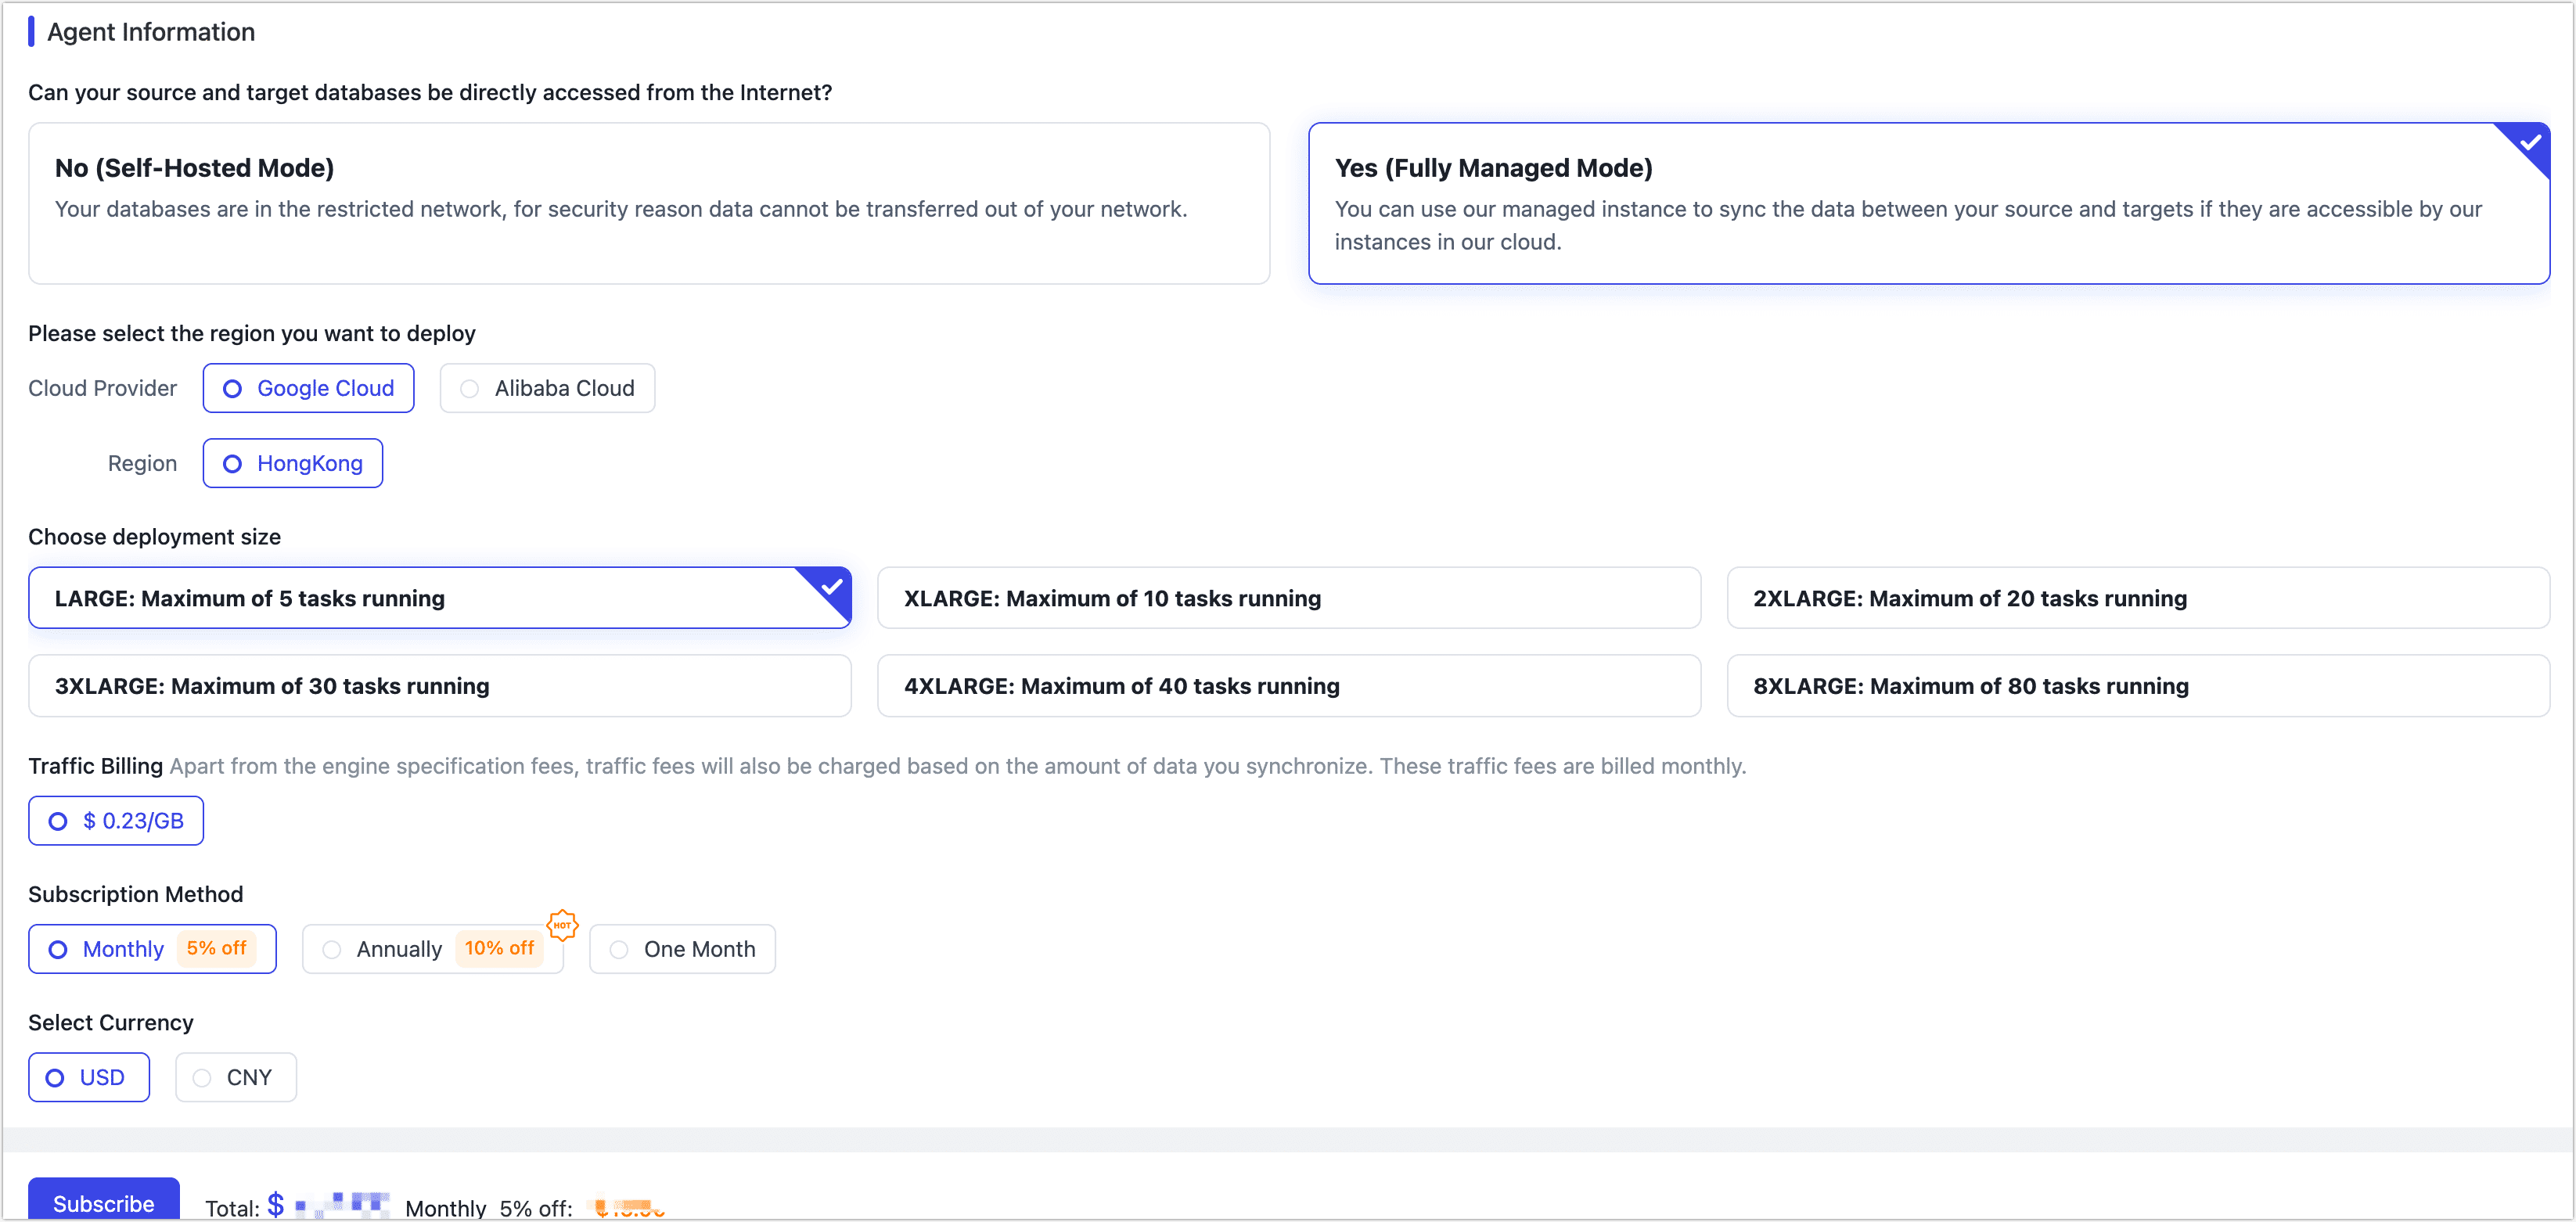 Agent Information
Can your source and target databases be directly accessed from the Internet?
No (Self-Hosted Mode)
Your databases are in the restricted network, for security reason data cannot be transferred out of your network.
Yes (Fully Managed Mode)
You can use our managed instance to sync the data between your source and targets if they are accessible by our
instances in our cloud.
Please select the region you want to deploy
Cloud Provider Google Cloud Alibaba Cloud
Region HongKong
Choose deployment size
LARGE: Maximum of 5 tasks running
XLARGE: Maximum of 10 tasks running
2XLARGE: Maximum of 20 tasks running
3XLARGE: Maximum of 30 tasks running
4XLARGE: Maximum of 40 tasks running
8XLARGE: Maximum of 80 tasks running
Traffic Billing Apart from the engine specification fees, traffic fees will also be charged based on the amount of data you synchronize. These traffic fees are billed monthly.
$ 0.23/GB
Subscription Method
HOT
Monthly 5% off Annually 10% off One Month
Select Currency
USD CNY
Subscribe Total: $ Monthly 5% off: